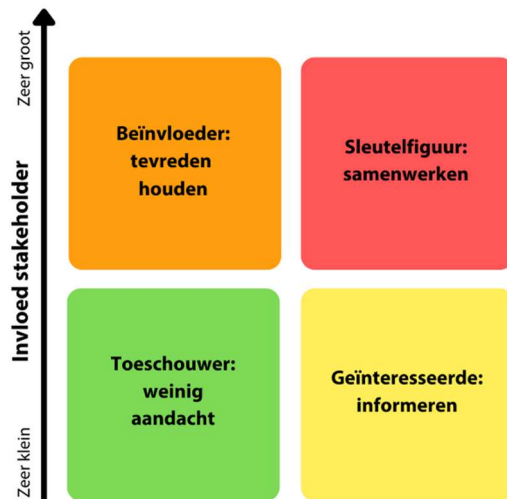 Zeer groot
Invloed stakeholder
Zeer klein
Beïnvloeder:
tevreden
houden
Sleutelfiguur:
samenwerken
Toeschouwer:
weinig
aandacht
Geïnteresseerde:
informeren